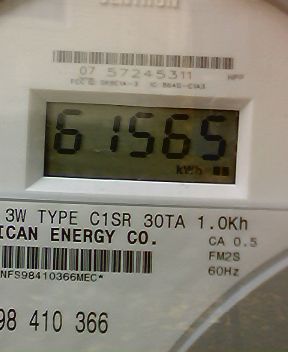 07 57245311 HPP
61565
kWh
3W TYPE C1SR 30TA 1.0Kh
ICAN ENERGY CO. CA 0.5
FM2S
NFS98410366MEC* 60Hz
98 410 366